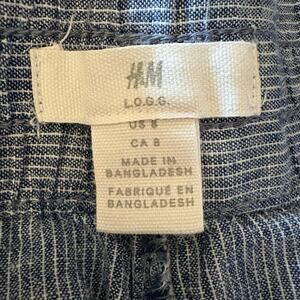 H&M
L.O.G.G.
US 8
CA 8
MADE IN
BANGLADESH
FABRIQUÉ EN
BANGLADESH